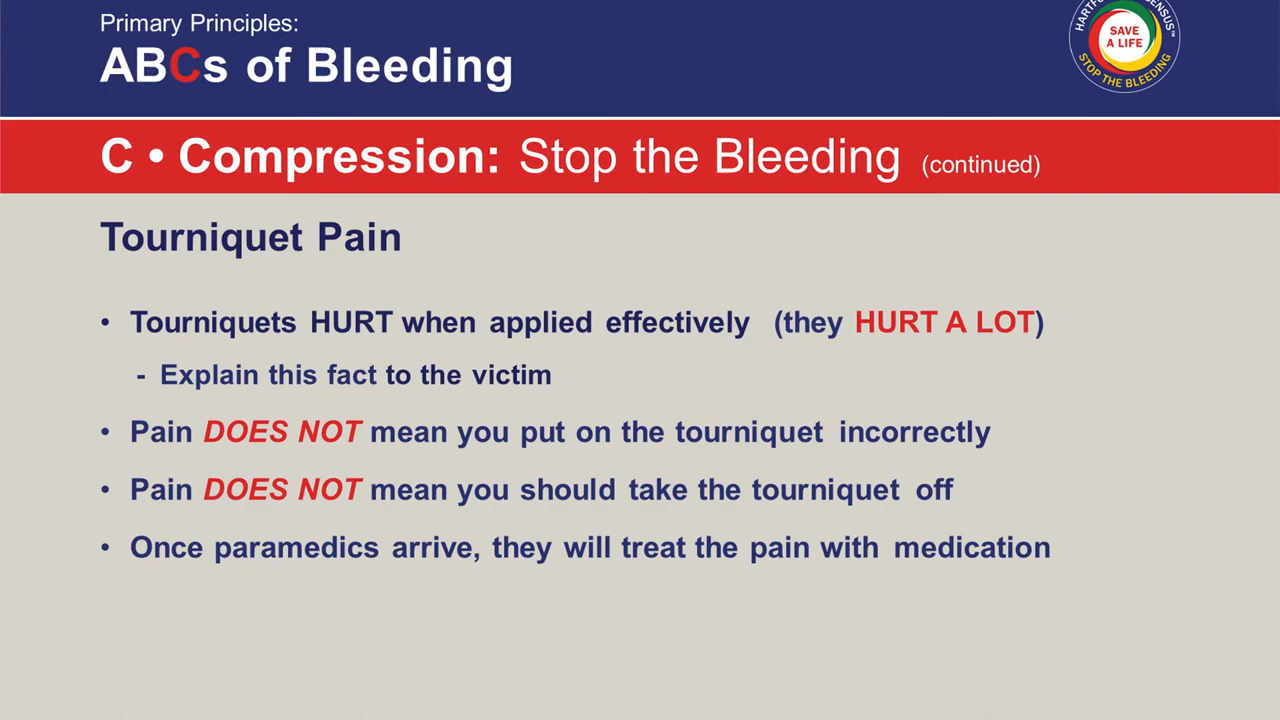 Primary Principles:
ABCs of Bleeding
SAVE
A LIFE
STOP THE BLEEDING
C • Compression: Stop the Bleeding (continued)
Tourniquet Pain
• Tourniquets HURT when applied effectively (they HURT A LOT)
- Explain this fact to the victim
• Pain DOES NOT mean you put on the tourniquet incorrectly
• Pain DOES NOT mean you should take the tourniquet off
• Once paramedics arrive, they will treat the pain with medication